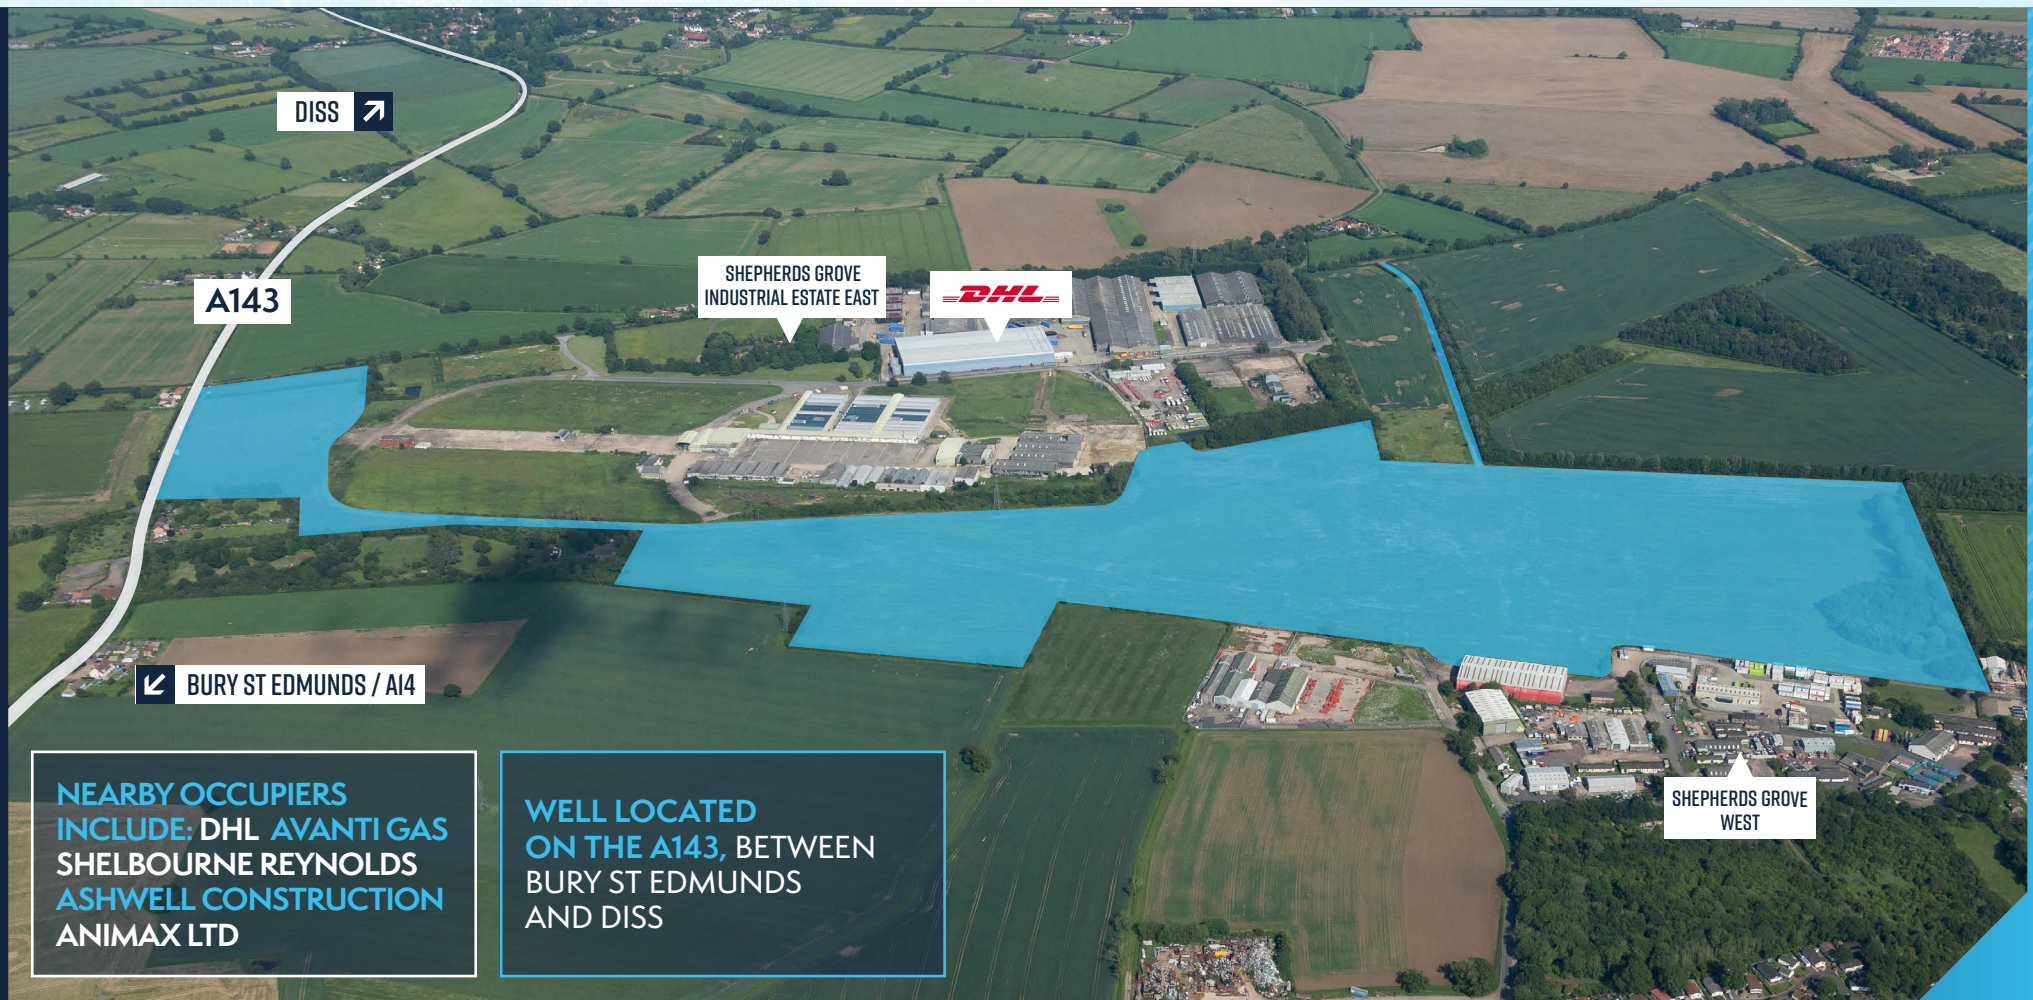 DISS
A143
SHEPHERDS GROVE
INDUSTRIAL ESTATE EAST
DHL
BURY ST EDMUNDS / A14
NEARBY OCCUPIERS
INCLUDE: DHL AVANTI GAS
SHELBOURNE REYNOLDS
ASHWELL CONSTRUCTION
ANIMAX LTD
WELL LOCATED
ON THE A143, BETWEEN
BURY ST EDMUNDS
AND DISS
SHEPHERDS GROVE
WEST